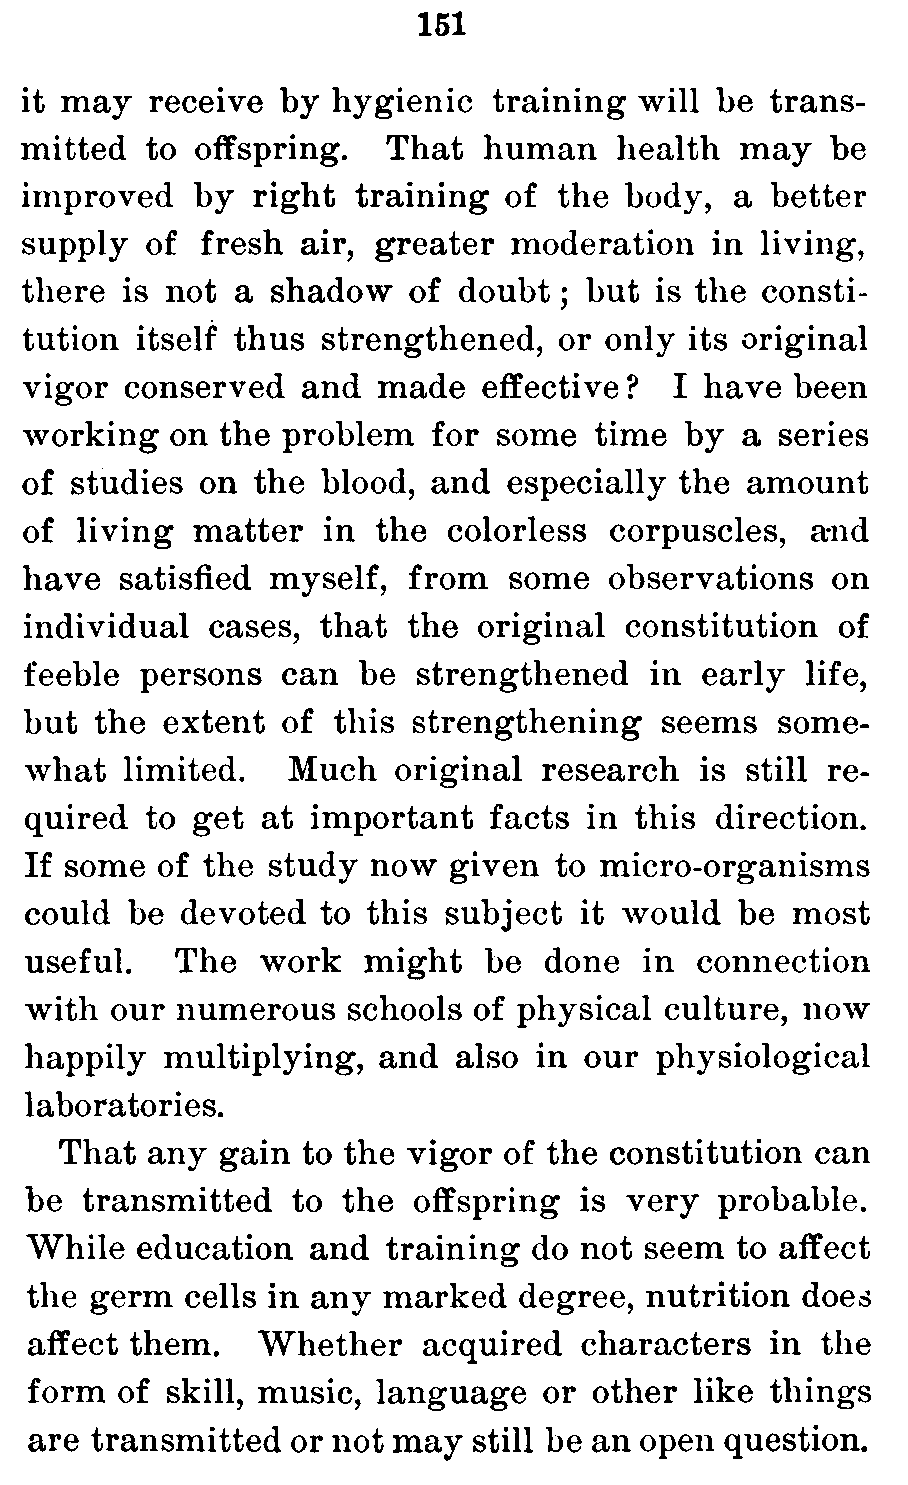 151
it may receive by hygienic training will be trans-
mitted to offspring. That human health may be
improved by right training of the body, a better
supply of fresh air, greater moderation in living,
there is not a shadow of doubt ; but is the consti-
tution itself thus strengthened, or only its original
vigor conserved and made effective? I have been
working on the problem for some time by a series
of studies on the blood, and especially the amount
of living matter in the colorless corpuscles, and
have satisfied myself, from some observations on
individual cases, that the original constitution of
feeble persons can be strengthened in early life,
but the extent of this strengthening seems some-
what limited. Much original research is still re-
quired to get at important facts in this direction.
If some of the study now given to micro-organisms
could be devoted to this subject it would be most
useful. The work might be done in connection
with our numerous schools of physical culture, now
happily multiplying, and also in our physiological
laboratories.
That any gain to the vigor of the constitution can
be transmitted to the offspring is very probable.
While education and training do not seem to affect
the germ cells in any marked degree, nutrition does
affect them. Whether acquired characters in the
form of skill, music, language or other like things
are transmitted or not may still be an open question.